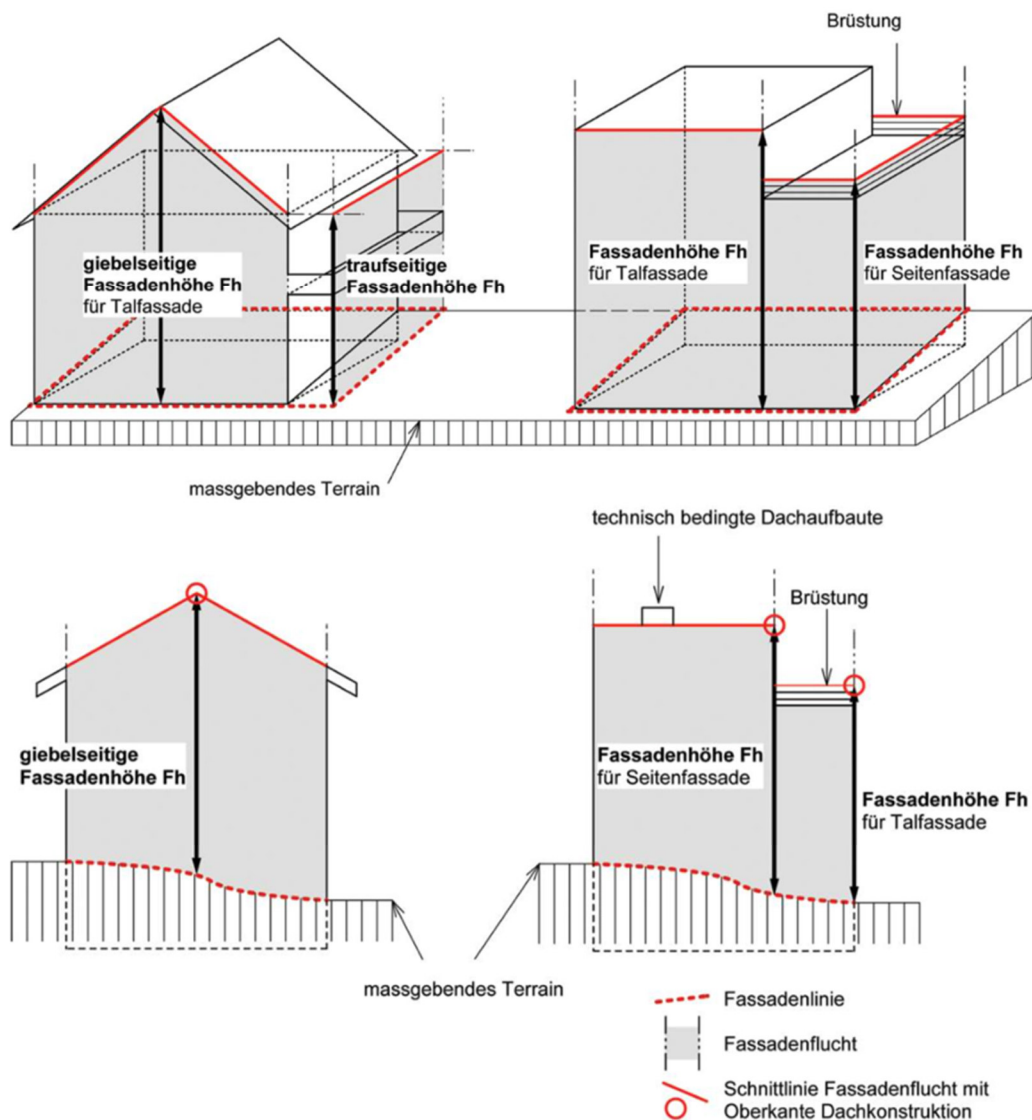 Brüstung
giebelseitige
Fassadenhöhe Fh
für Talfassade
traufseitige
Fassadenhöhe Fh
Fassadenhöhe Fh
für Talfassade
Fassadenhöhe Fh
für Seitenfassade
massgebendes Terrain
technisch bedingte Dachaufbaute
Brüstung
giebelseitige
Fassadenhöhe Fh
Fassadenhöhe Fh
für Seitenfassade
Fassadenhöhe Fh
für Talfassade
massgebendes Terrain
Fassadenlinie
Fassadenflucht
Schnittlinie Fassadenflucht mit
Oberkante Dachkonstruktion